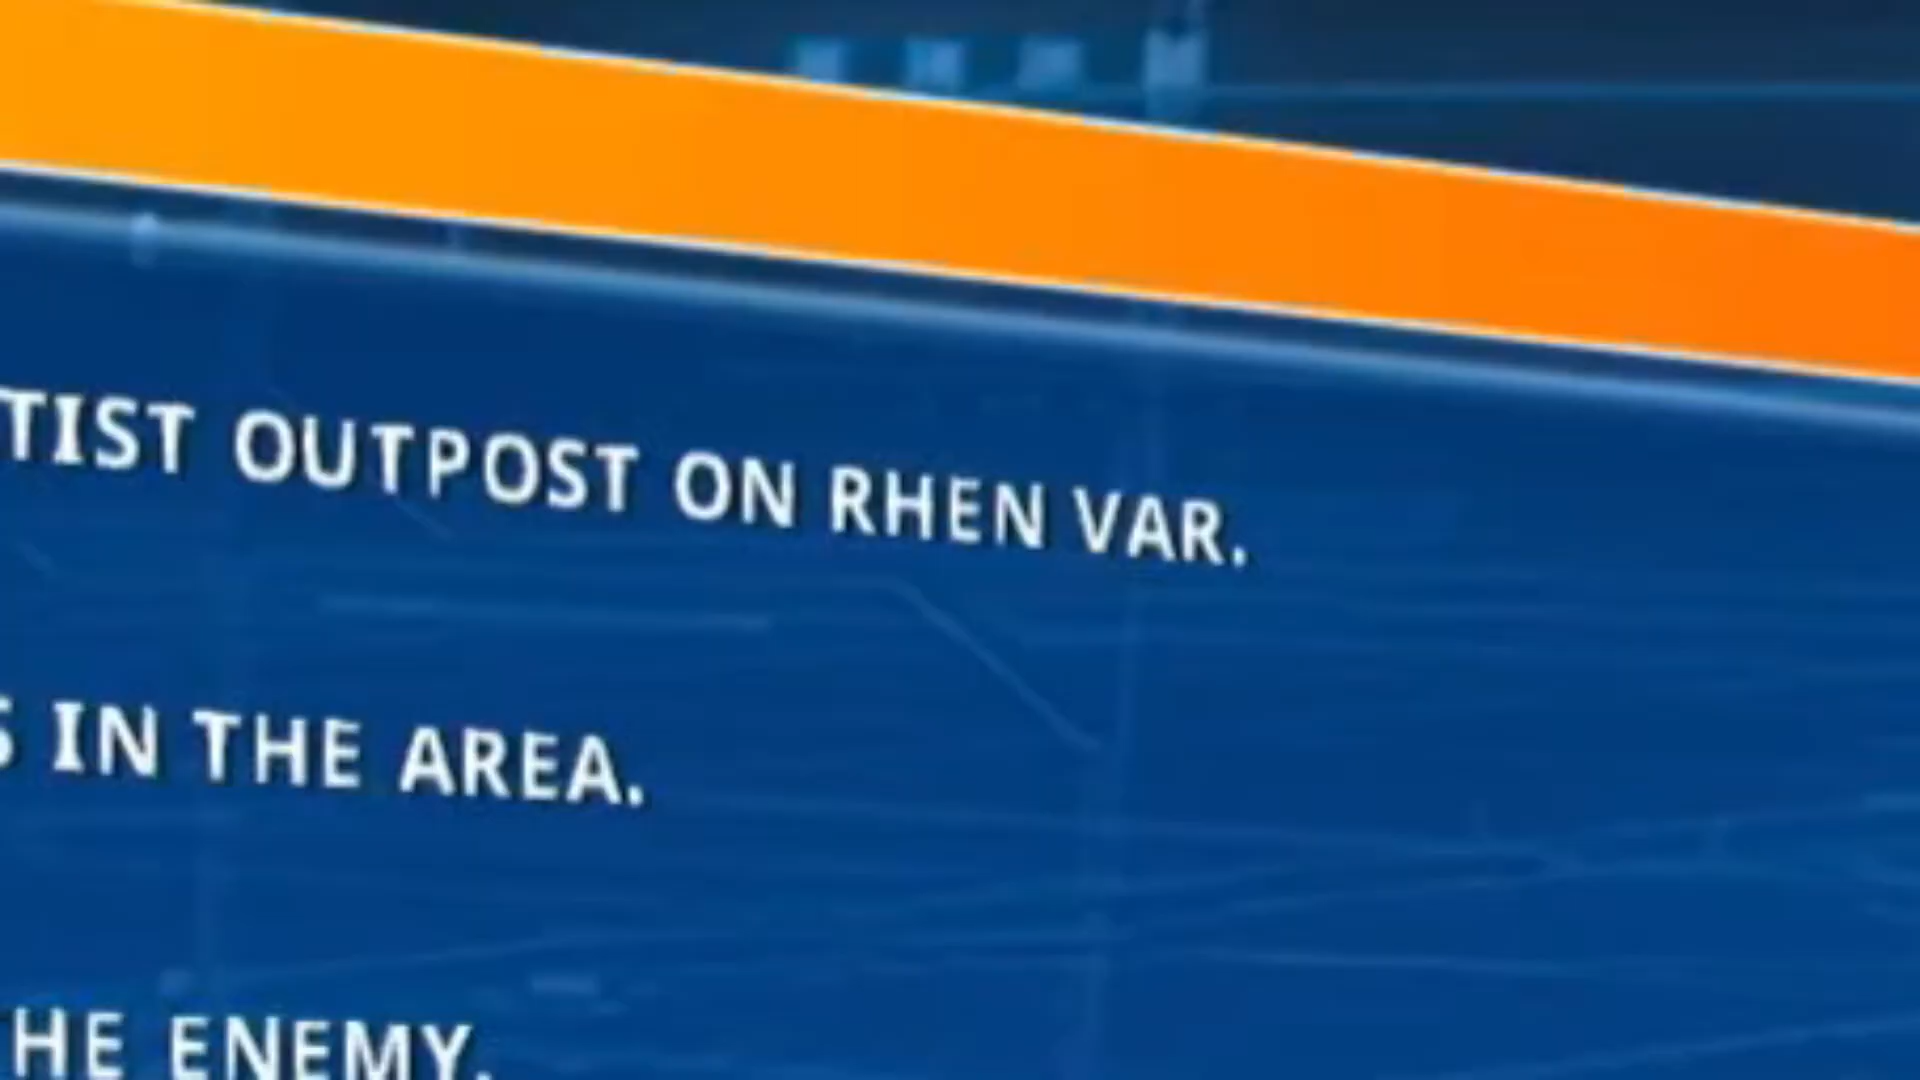 TIST OUTPOST ON RHEN VAR.
S IN THE AREA.
HE ENEMY.